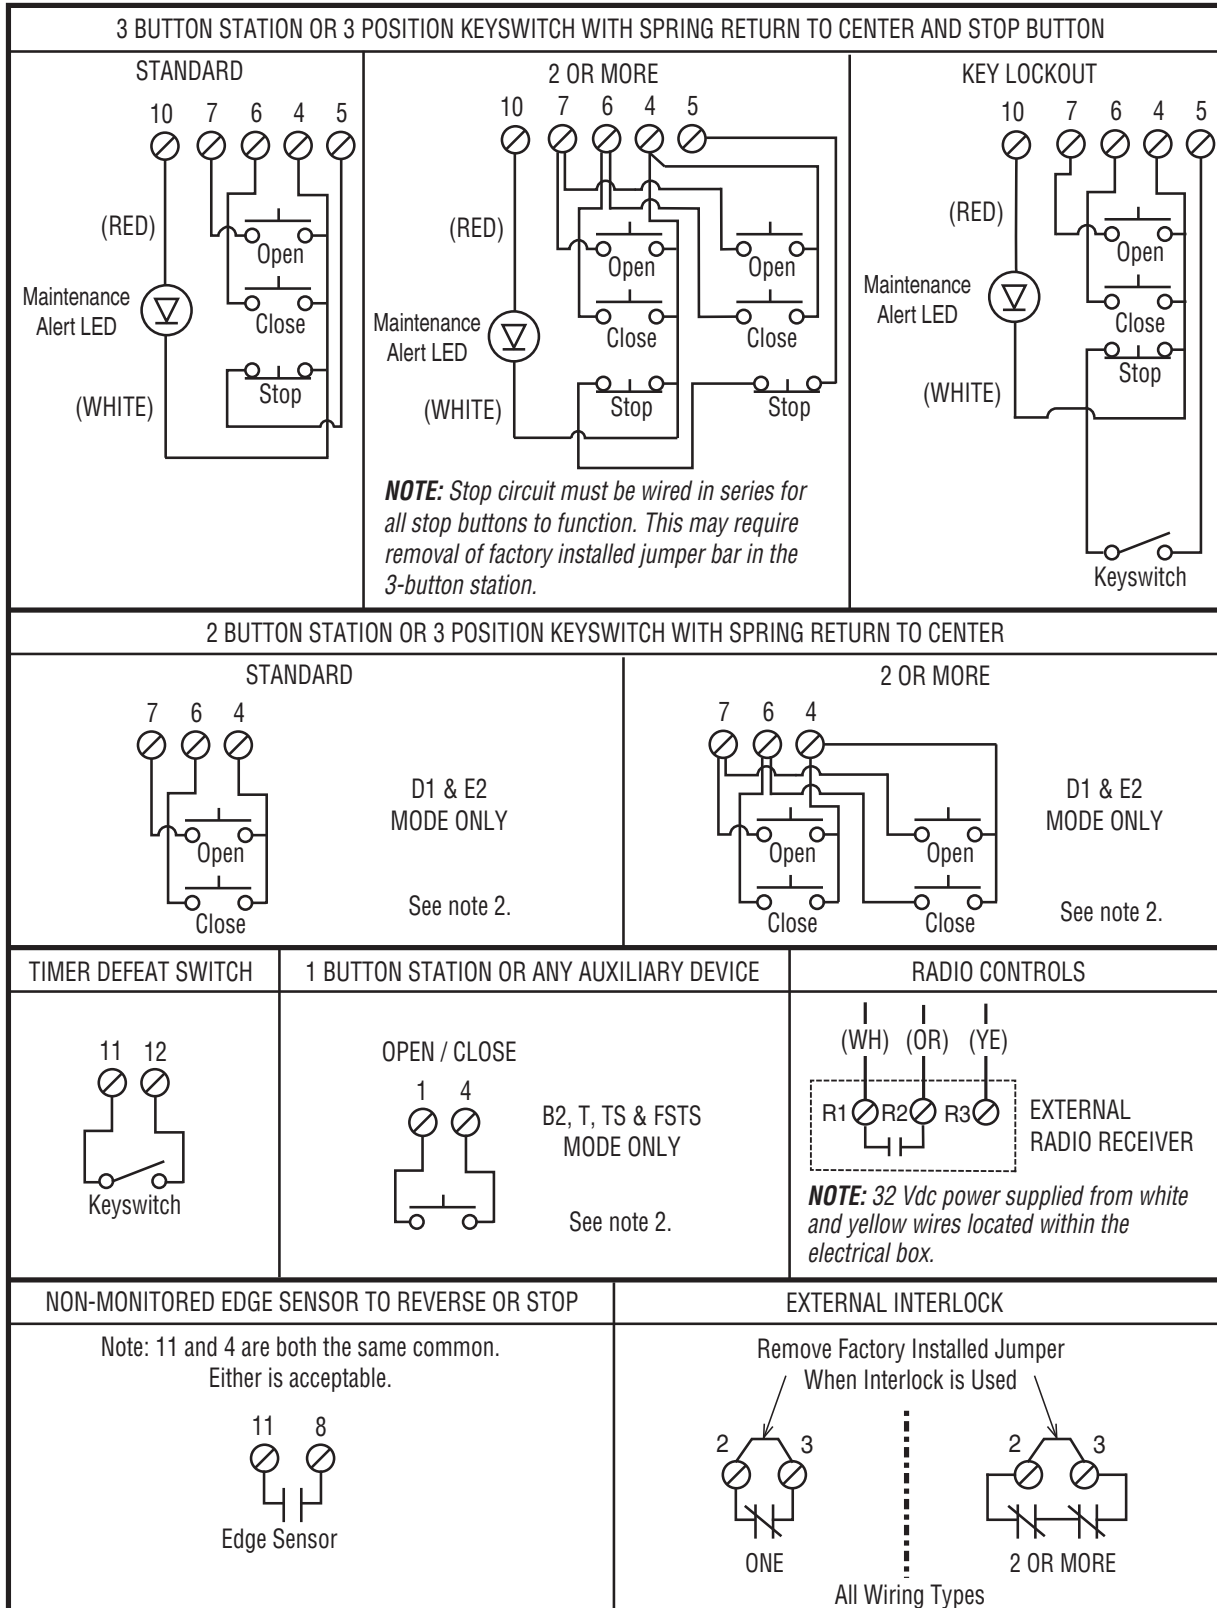 3 BUTTON STATION OR 3 POSITION KEYSWITCH WITH SPRING RETURN TO CENTER AND STOP BUTTON
STANDARD
10 7 6 4 5
(RED)
Open
Maintenance
Alert LED
Close
Stop
(WHITE)
2 OR MORE
10 7 6 4 5
(RED)
Open Open
Maintenance
Alert LED
Close Close
Stop Stop
(WHITE)
NOTE: Stop circuit must be wired in series for
all stop buttons to function. This may require
removal of factory installed jumper bar in the
3-button station.
KEY LOCKOUT
10 7 6 4 5
(RED)
Open
Maintenance
Alert LED
Close
Stop
(WHITE)
Keyswitch
2 BUTTON STATION OR 3 POSITION KEYSWITCH WITH SPRING RETURN TO CENTER
STANDARD
7 6 4
D1 & E2
MODE ONLY
Open
Close
See note 2.
2 OR MORE
7 6 4
D1 & E2
MODE ONLY
Open Open
Close Close
See note 2.
TIMER DEFEAT SWITCH
11 12
Keyswitch
1 BUTTON STATION OR ANY AUXILIARY DEVICE
OPEN / CLOSE
1 4
B2, T, TS & FSTS
MODE ONLY
See note 2.
RADIO CONTROLS
(WH) (OR) (YE)
R1 R2 R3
EXTERNAL
RADIO RECEIVER
NOTE: 32 Vdc power supplied from white
and yellow wires located within the
electrical box.
NON-MONITORED EDGE SENSOR TO REVERSE OR STOP
Note: 11 and 4 are both the same common.
Either is acceptable.
11 8
Edge Sensor
EXTERNAL INTERLOCK
Remove Factory Installed Jumper
When Interlock is Used
2 3 2 3
ONE 2 OR MORE
All Wiring Types